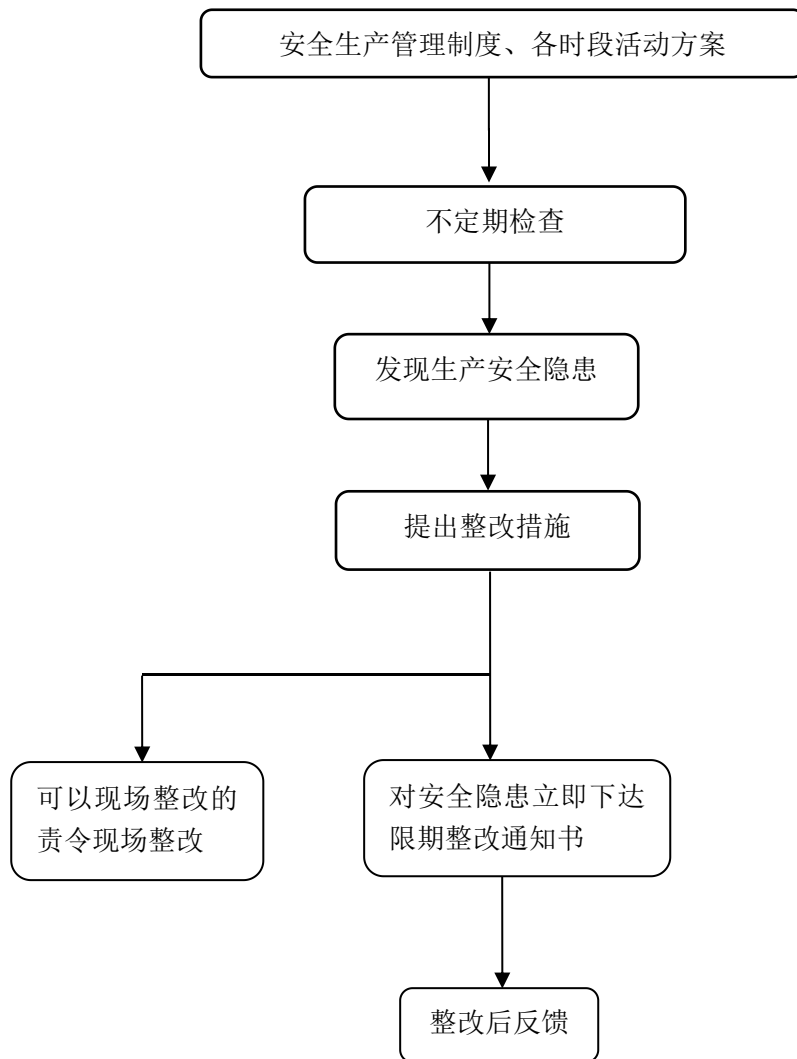 安全生产管理制度、各时段活动方案
不定期检查
发现生产安全隐患
提出整改措施
可以现场整改的
责令现场整改
对安全隐患立即下达
限期整改通知书
整改后反馈